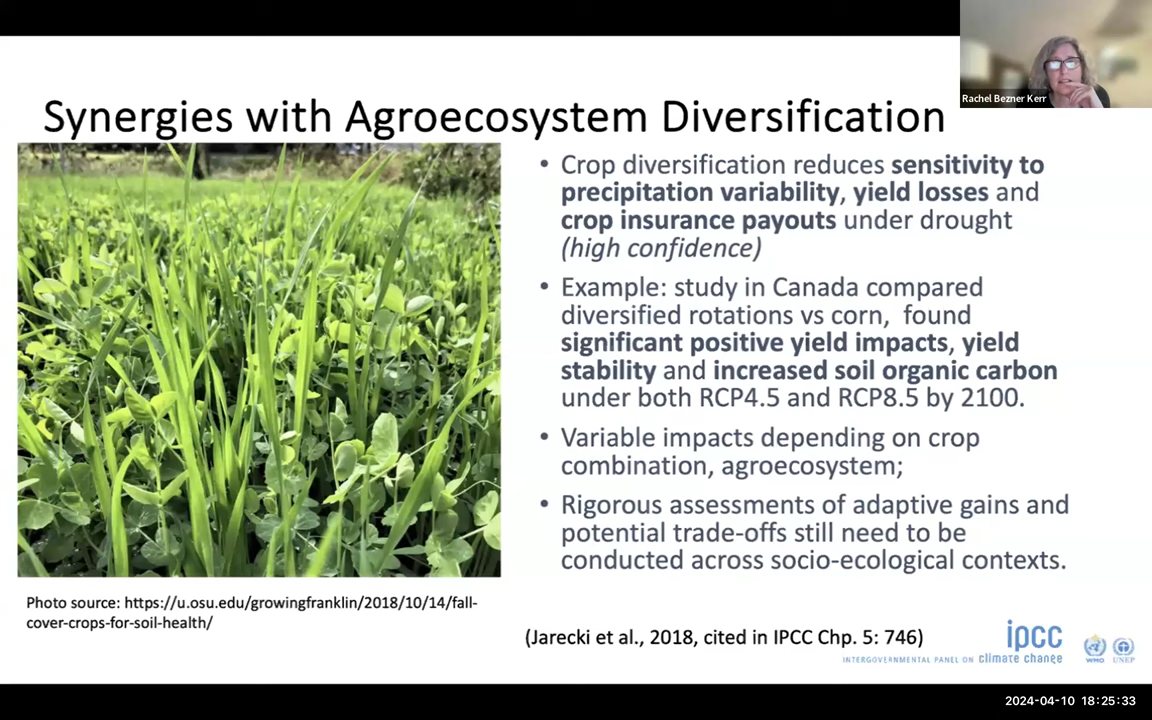 Rachel Bezner Kerr
Synergies with Agroecosystem Diversification
• Crop diversification reduces sensitivity to
precipitation variability, yield losses and
crop insurance payouts under drought
(high confidence)
• Example: study in Canada compared
diversified rotations vs corn, found
significant positive yield impacts, yield
stability and increased soil organic carbon
under both RCP4.5 and RCP8.5 by 2100.
• Variable impacts depending on crop
combination, agroecosystem;
• Rigorous assessments of adaptive gains and
potential trade-offs still need to be
conducted across socio-ecological contexts.
Photo source: https://u.osu.edu/growingfranklin/2018/10/14/fall-
cover-crops-for-soil-health/
(Jarecki et al., 2018, cited in IPCC Chp. 5: 746)
ipcc
INTERGOVERNMENTAL PANEL ON climate change
WMO UNEP
2024-04-10 18:25:33